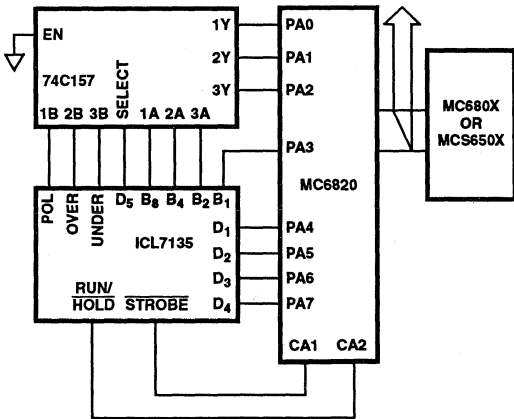 EN
74C157
1Y
2Y
3Y
1B 2B 3B SELECT 1A 2A 3A
PA0
PA1
PA2
PA3
MC6820
PA4
PA5
PA6
PA7
CA1 CA2
MC680X
OR
MCS650X
POL OVER UNDER D5 B8 B4 B2 B1
ICL7135
D1
D2
D3
D4
RUN/
HOLD STROBE